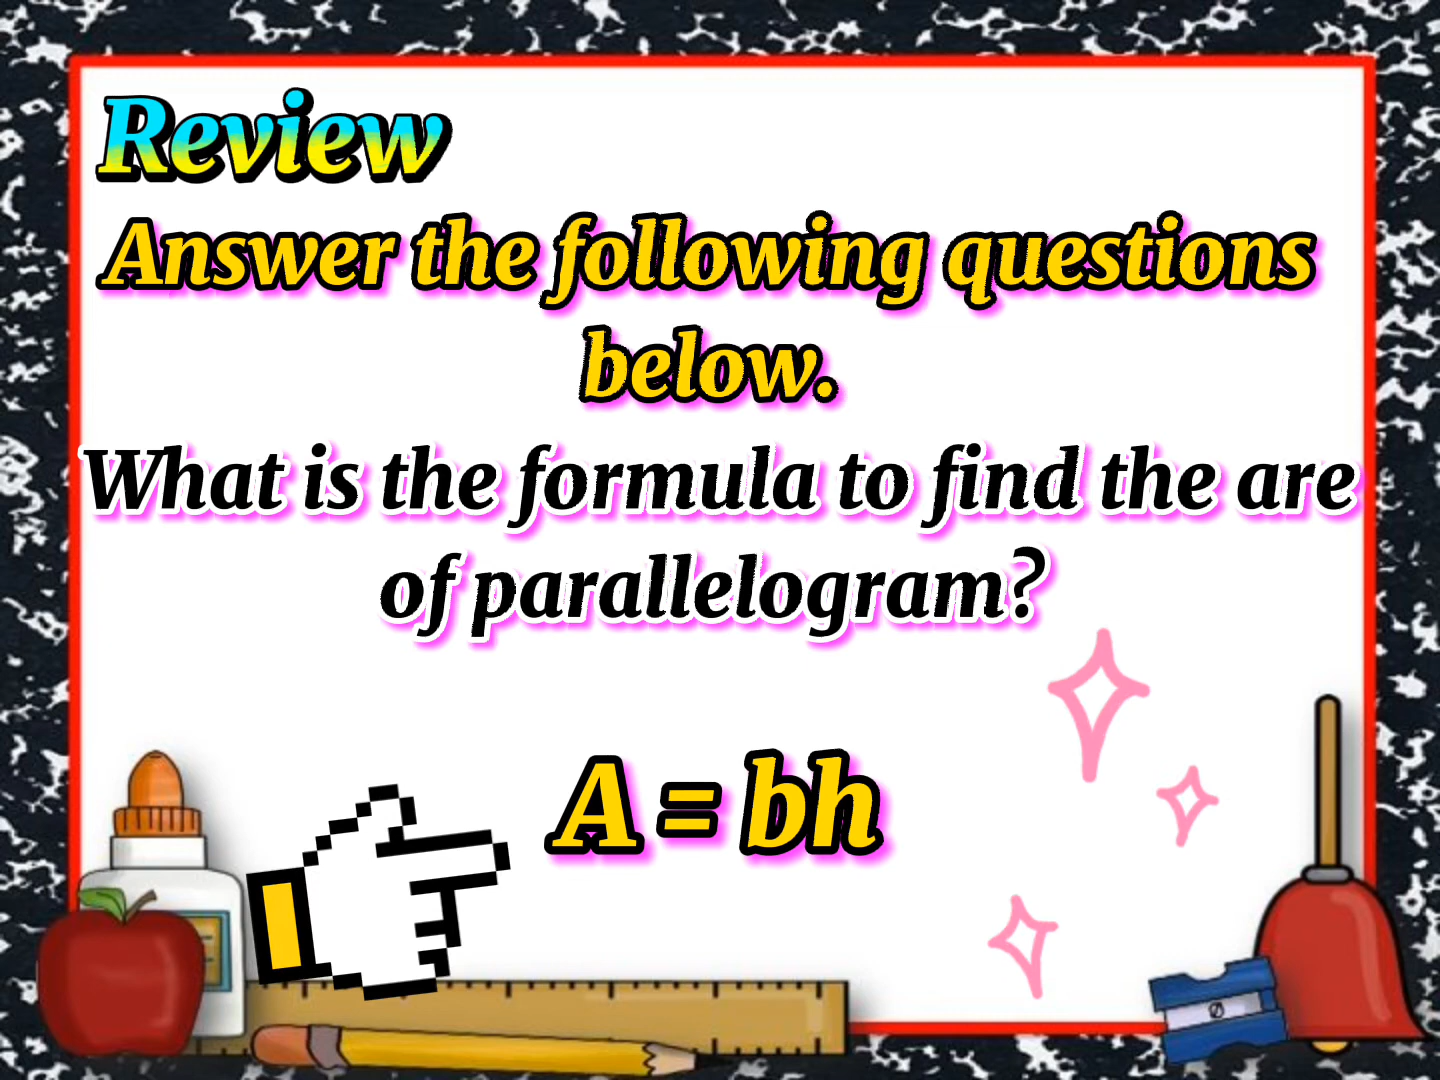 Review
Answer the following questions
below.
What is the formula to find the are
of parallelogram?
A = bh